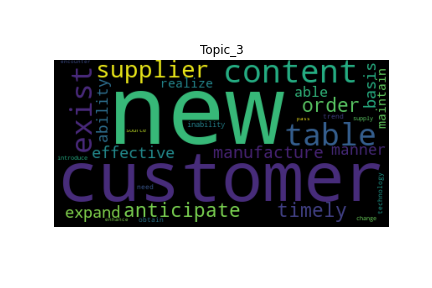 Topic_3
supplier
content
exist
new
realize
able
basis
maintain
ability
order
source
inability
pass
trend
supply
table
effective
manufacture
manner
introduce
customer
need
technology
expand
anticipate
timely
enhance
obtain
change